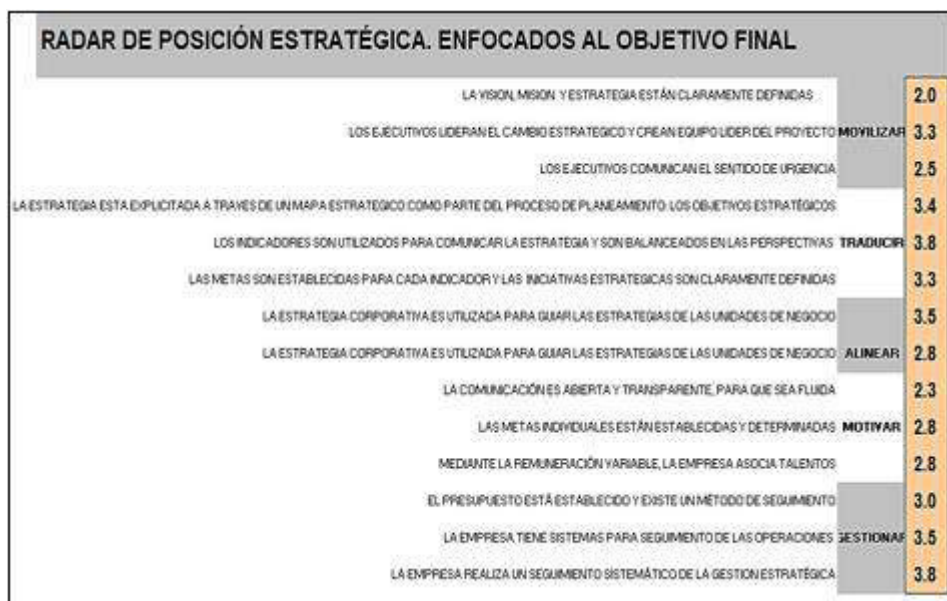 RADAR DE POSICIÓN ESTRATÉGICA. ENFOCADOS AL OBJETIVO FINAL
LA VISION, MISION Y ESTRATEGIA ESTÁN CLARAMENTE DEFINIDAS 2.0
LOS EJECUTIVOS LIDERAN EL CAMBIO ESTRATEGICO Y CREAN EQUIPO LIDER DEL PROYECTO MOVILIZAR 3.3
LOS EJECUTIVOS COMUNICAN EL SENTIDO DE URGENCIA 2.5
LA ESTRATEGIA ESTA EXPLICITADA A TRAVES DE UN MAPA ESTRATEGICO COMO PARTE DEL PROCESO DE PLANEAMIENTO: LOS OBJETIVOS ESTRATÉGICOS 3.4
LOS INDICADORES SON UTILIZADOS PARA COMUNICAR LA ESTRATEGIA Y SON BALANCEADOS EN LAS PERSPECTIVAS TRADUCIR 3.8
LAS METAS SON ESTABLECIDAS PARA CADA INDICADOR Y LAS INICIATIVAS ESTRATEGICAS SON CLARAMENTE DEFINIDAS 3.3
LA ESTRATEGIA CORPORATIVA ES UTILIZADA PARA GUIAR LAS ESTRATEGIAS DE LAS UNIDADES DE NEGOCIO 3.5
LA ESTRATEGIA CORPORATIVA ES UTILIZADA PARA GUIAR LAS ESTRATEGIAS DE LAS UNIDADES DE NEGOCIO ALINEAR 2.8
LA COMUNICACIÓN ES ABIERTA Y TRANSPARENTE, PARA QUE SEA FLUIDA 2.3
LAS METAS INDIVIDUALES ESTÁN ESTABLECIDAS Y DETERMINADAS MOTIVAR 2.8
MEDIANTE LA REMUNERACIÓN VARIABLE, LA EMPRESA ASOCIA TALENTOS 2.8
EL PRESUPUESTO ESTÁ ESTABLECIDO Y EXISTE UN MÉTODO DE SEGUIMIENTO 3.0
LA EMPRESA TIENE SISTEMAS PARA SEGUIMIENTO DE LAS OPERACIONES GESTIONAR 3.5
LA EMPRESA REALIZA UN SEGUIMIENTO SISTEMÁTICO DE LA GESTION ESTRATÉGICA 3.8